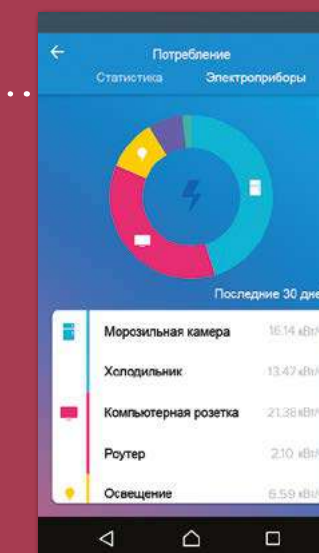 Потребление
Статистика Электроприборы
Последние 30 дне
Морозильная камера 16.14 кВт/
Холодильник 13.47 кВт/
Компьютерная розетка 21.38 кВт/
Роутер 2.10 кВт/
Освещение 6.59 кВт/